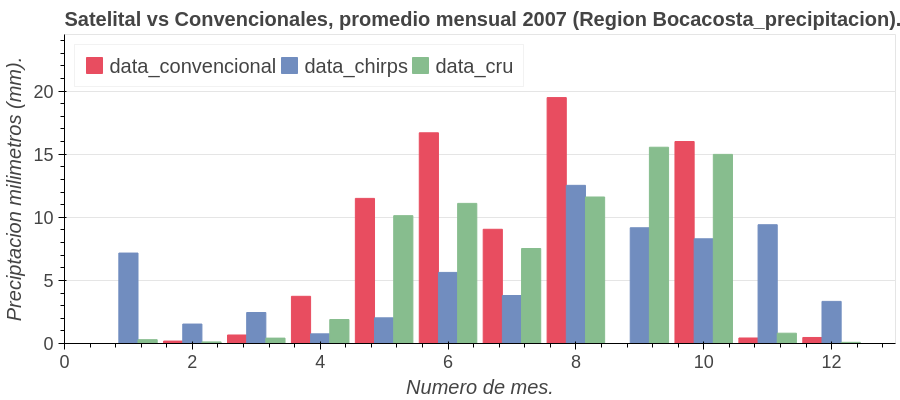 Satelital vs Convencionales, promedio mensual 2007 (Region Bocacosta_precipitacion).
data_convencional data_chirps data_cru
Preciptacion milimetros (mm).
20
15
10
5
0
0 2 4 6 8 10 12
Numero de mes.